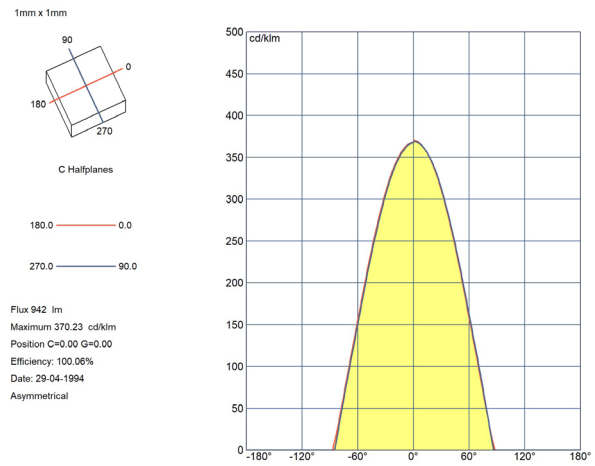 1mm x 1mm
90
0
180
270
C Halfplanes
180.0 0.0
270.0 90.0
Flux 942 lm
Maximum 370.23 cd/klm
Position C=0.00 G=0.00
Efficiency: 100.06%
Date: 29-04-1994
Asymmetrical
500
cd/klm
450
400
350
300
250
200
150
100
50
0
-180° -120° -60° 0° 60° 120° 180°